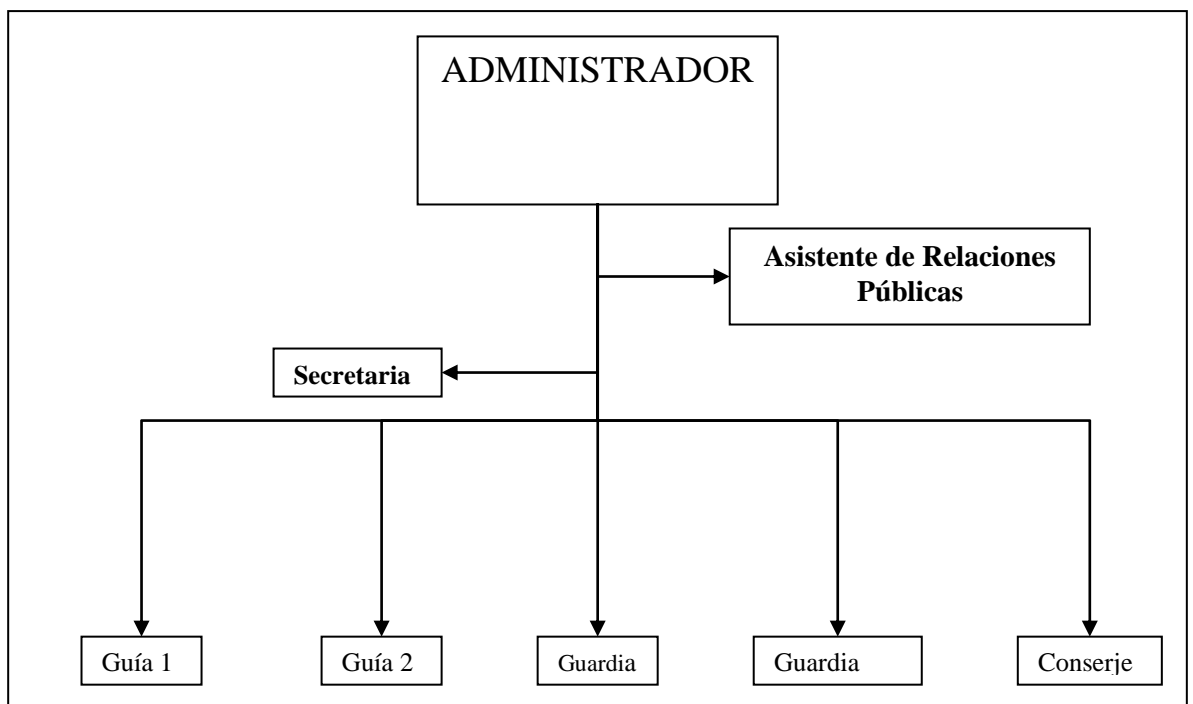 ADMINISTRADOR
Asistente de Relaciones
Públicas
Secretaria
Guía 1
Guía 2
Guardia
Guardia
Conserje